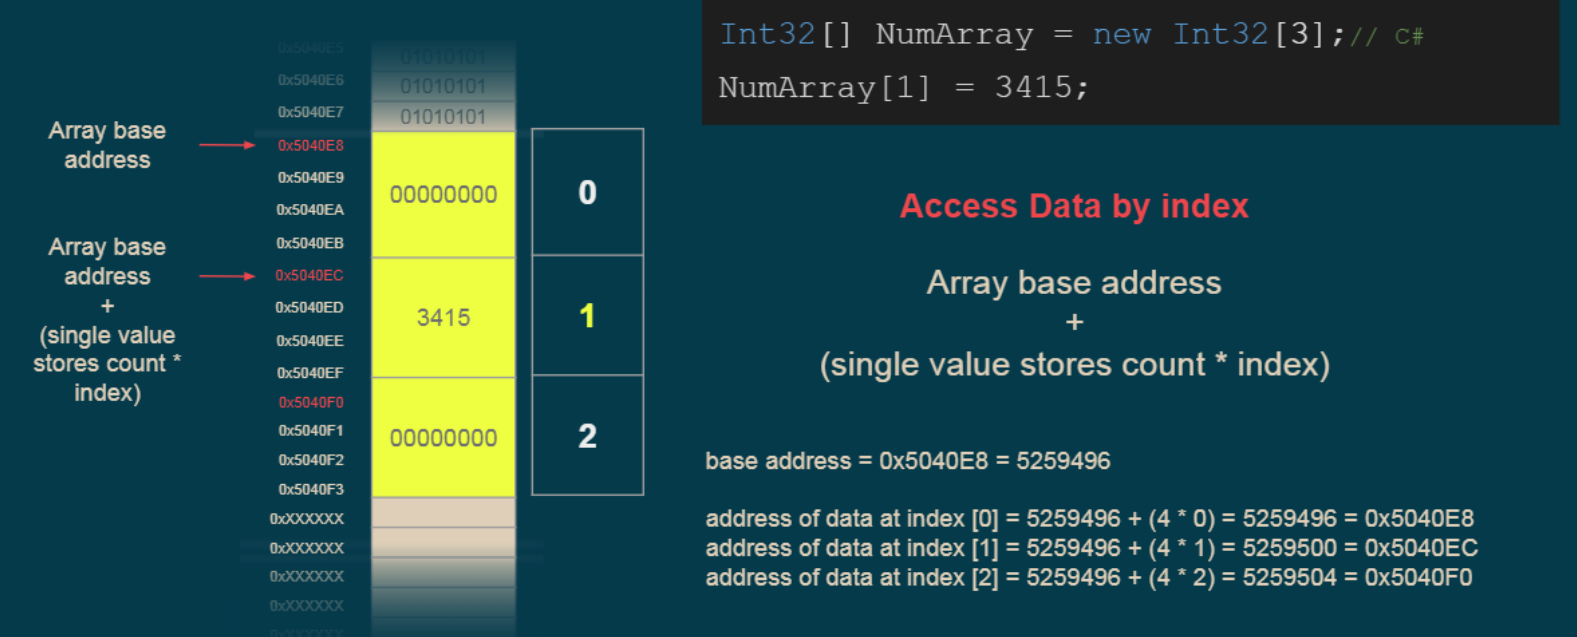 Int32[] NumArray = new Int32[3];// C#
NumArray[1] = 3415;
Array base
address
Array base
address
+
(single value
stores count *
index)
0x5040E5
0x5040E6
0x5040E7
0x5040E8
0x5040E9
0x5040EA
0x5040EB
0x5040EC
0x5040ED
0x5040EE
0x5040EF
0x5040F0
0x5040F1
0x5040F2
0x5040F3
0xXXXXXX
0xXXXXXX
0xXXXXXX
0xXXXXXX
0xXXXXXX
01010101
01010101
01010101
00000000
3415
00000000
0
1
2
Access Data by index
Array base address
+
(single value stores count * index)
base address = 0x5040E8 = 5259496
address of data at index [0] = 5259496 + (4 * 0) = 5259496 = 0x5040E8
address of data at index [1] = 5259496 + (4 * 1) = 5259500 = 0x5040EC
address of data at index [2] = 5259496 + (4 * 2) = 5259504 = 0x5040F0